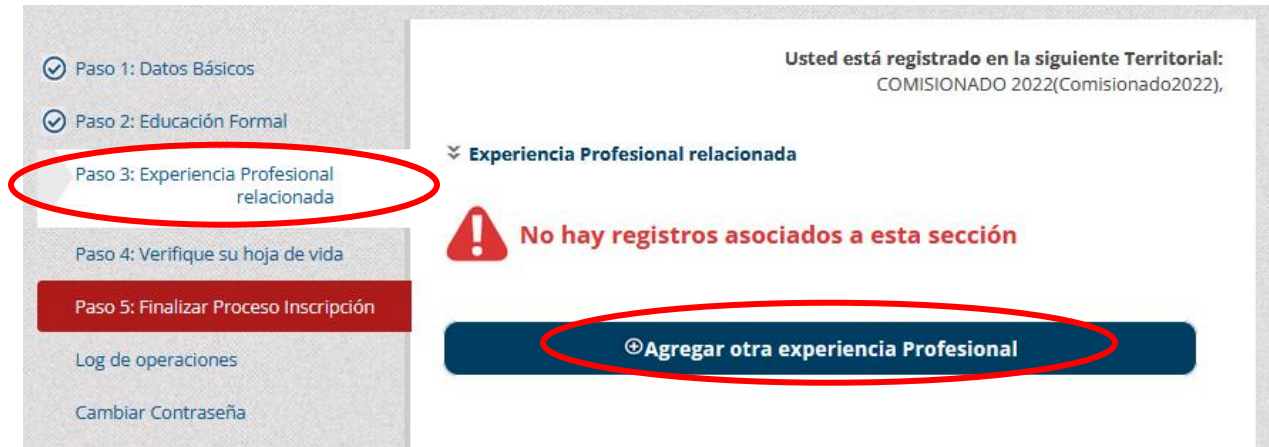 Paso 1: Datos Básicos
Paso 2: Educación Formal
Paso 3: Experiencia Profesional
relacionada
Paso 4: Verifique su hoja de vida
Paso 5: Finalizar Proceso Inscripción
Log de operaciones
Cambiar Contraseña
Usted está registrado en la siguiente Territorial:
COMISIONADO 2022(Comisionado2022),
Experiencia Profesional relacionada
No hay registros asociados a esta sección
Agregar otra experiencia Profesional